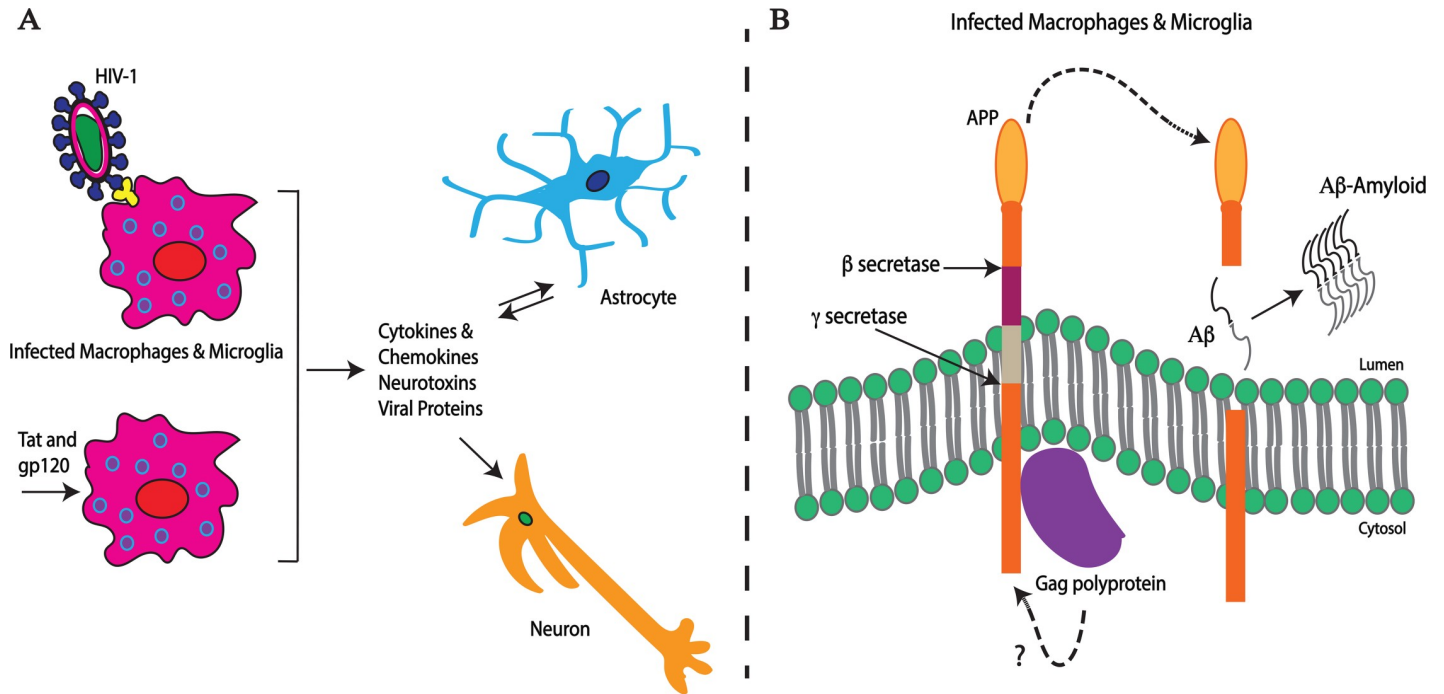 A
HIV-1
Infected Macrophages & Microglia
Tat and
gp120
Cytokines &
Chemokines
Neurotoxins
Viral Proteins
Astrocyte
Neuron
B
Infected Macrophages & Microglia
APP
β secretase
γ secretase
Aβ-Amyloid
Aβ
Lumen
Cytosol
Gag polyprotein
?